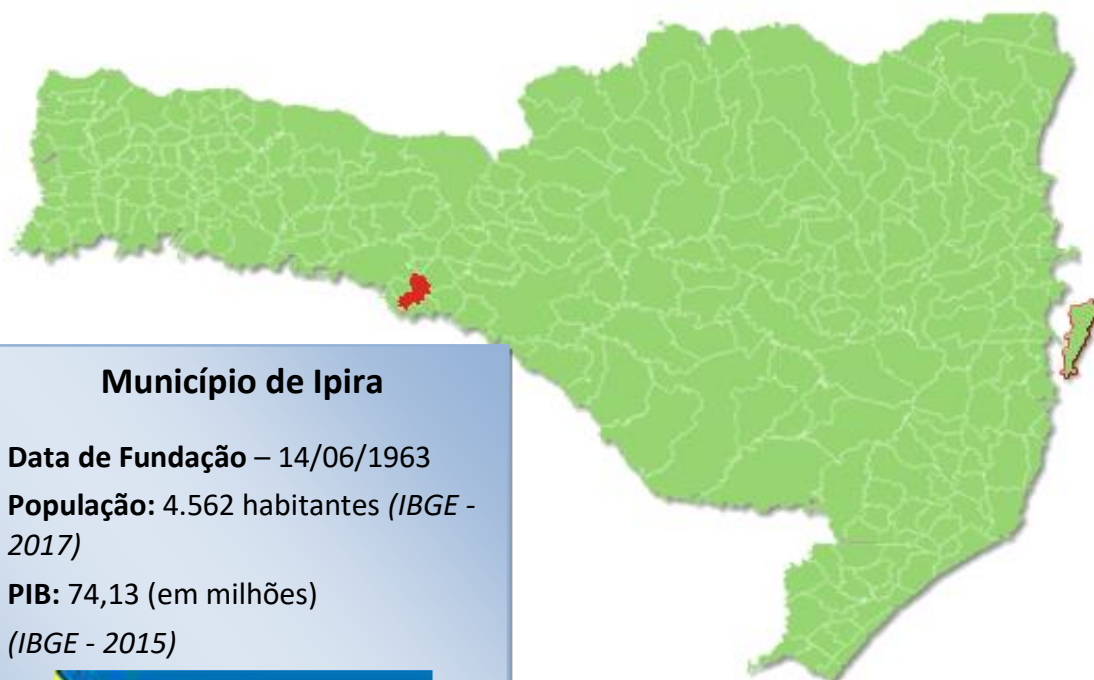 Município de Ipira
Data de Fundação – 14/06/1963
População: 4.562 habitantes (IBGE -
2017)
PIB: 74,13 (em milhões)
(IBGE - 2015)